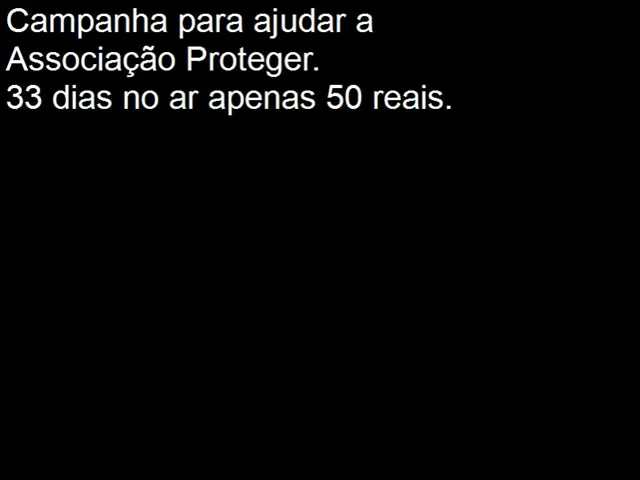 Campanha para ajudar a
Associação Proteger.
33 dias no ar apenas 50 reais.